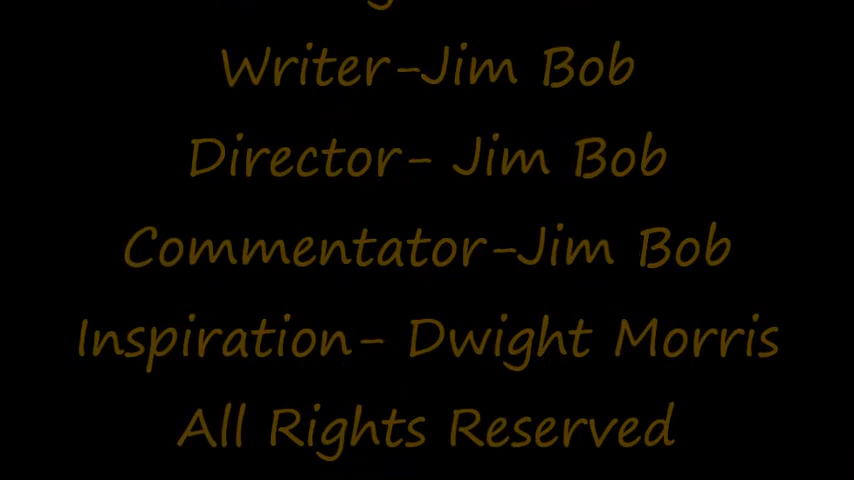 Writer-Jim Bob
Director- Jim Bob
Commentator-Jim Bob
Inspiration- Dwight Morris
All Rights Reserved